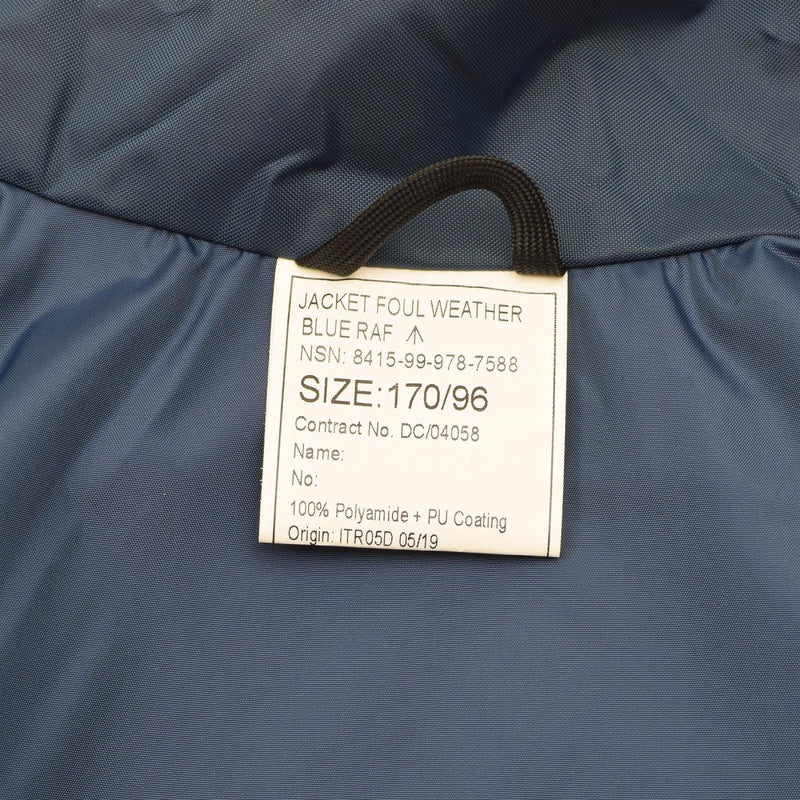 JACKET FOUL WEATHER
BLUE RAF ↑
NSN: 8415-99-978-7588
SIZE:170/96
Contract No. DC/04058
Name:
No:
100% Polyamide + PU Coating
Origin: ITR05D 05/19